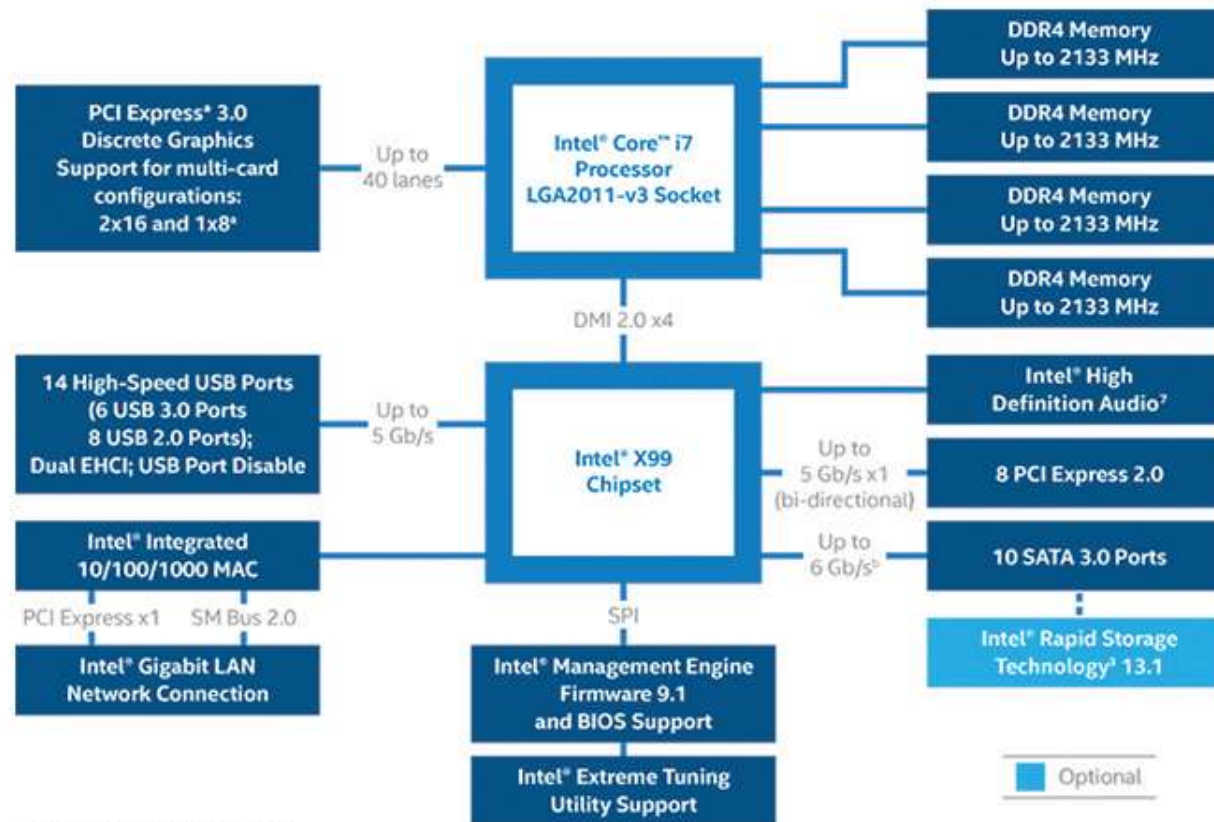 PCI Express* 3.0
Discrete Graphics
Support for multi-card
configurations:
2x16 and 1x8ᵃ
Up to
40 lanes
Intel® Core™ i7
Processor
LGA2011-v3 Socket
DDR4 Memory
Up to 2133 MHz
DDR4 Memory
Up to 2133 MHz
DDR4 Memory
Up to 2133 MHz
DDR4 Memory
Up to 2133 MHz
DMI 2.0 x4
14 High-Speed USB Ports
(6 USB 3.0 Ports
8 USB 2.0 Ports);
Dual EHCI; USB Port Disable
Up to
5 Gb/s
Intel® X99
Chipset
Intel® High
Definition Audio⁷
Up to
5 Gb/s x1
(bi-directional)
8 PCI Express 2.0
Intel® Integrated
10/100/1000 MAC
Up to
6 Gb/sᵇ
10 SATA 3.0 Ports
PCI Express x1
SM Bus 2.0
SPI
Intel® Gigabit LAN
Network Connection
Intel® Management Engine
Firmware 9.1
and BIOS Support
Intel® Rapid Storage
Technology³ 13.1
Intel® Extreme Tuning
Utility Support
Optional